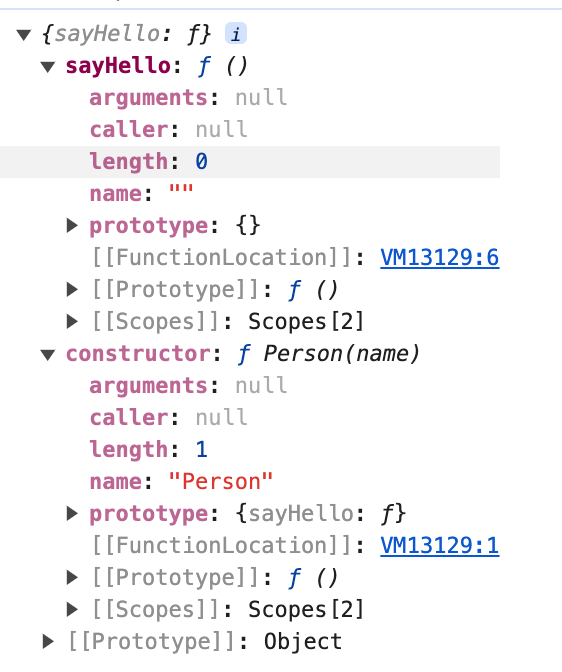 ▼ {sayHello: ƒ} i
▼ sayHello: ƒ ()
arguments: null
caller: null
length: 0
name: ""
▶ prototype: {}
[[FunctionLocation]]: VM13129:6
▶ [[Prototype]]: ƒ ()
▶ [[Scopes]]: Scopes[2]
▼ constructor: ƒ Person(name)
arguments: null
caller: null
length: 1
name: "Person"
▶ prototype: {sayHello: ƒ}
[[FunctionLocation]]: VM13129:1
▶ [[Prototype]]: ƒ ()
▶ [[Scopes]]: Scopes[2]
▶ [[Prototype]]: Object